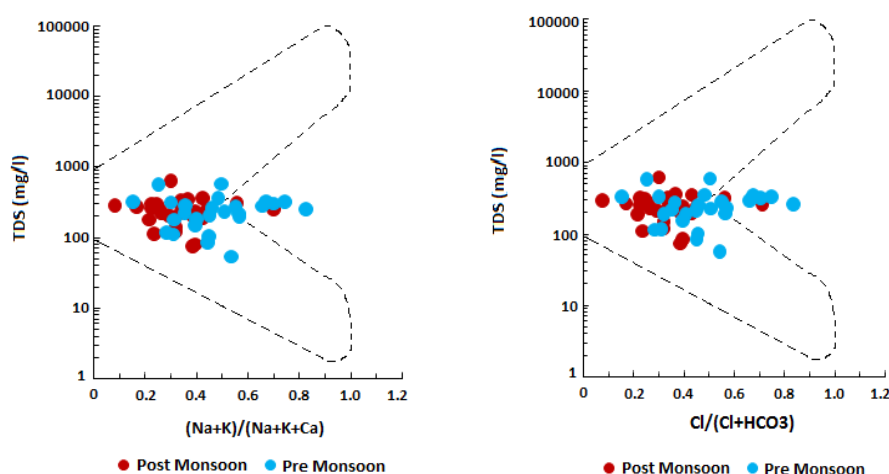 TDS (mg/l)
100000
10000
1000
100
10
1
0 0.2 0.4 0.6 0.8 1.0 1.2
(Na+K)/(Na+K+Ca)
Post Monsoon Pre Monsoon
TDS (mg/l)
100000
10000
1000
100
10
1
0 0.2 0.4 0.6 0.8 1.0 1.2
Cl/(Cl+HCO3)
Post Monsoon Pre Monsoon